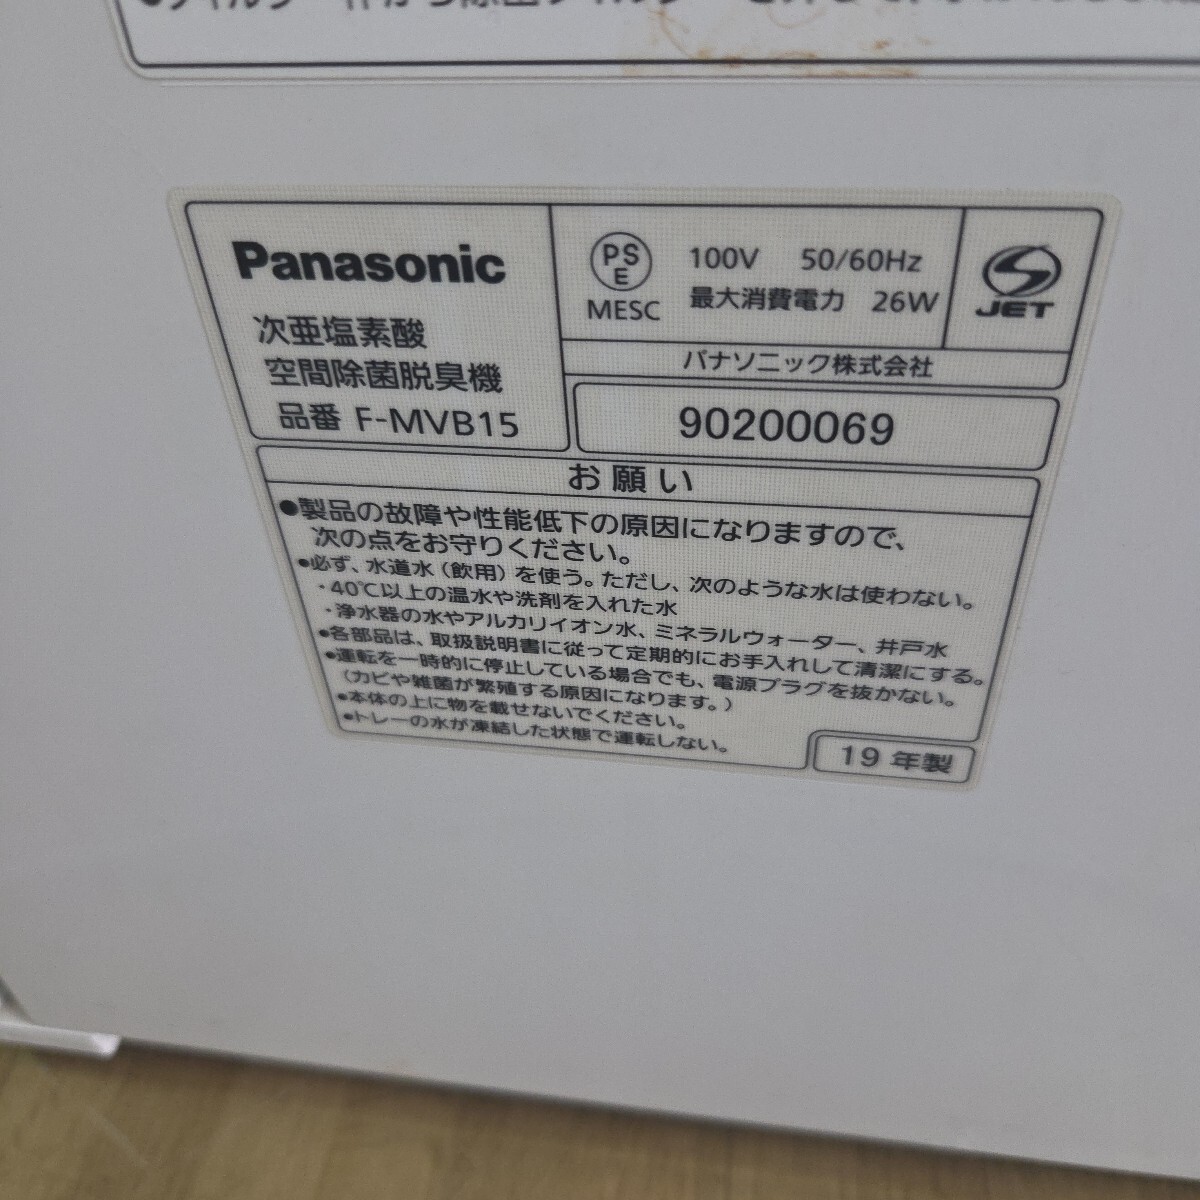 Panasonic
次亜塩素酸
空間除菌脱臭機
品番 F-MVB15
PS
E
MESC
100V 50/60Hz
最大消費電力 26W
JET
パナソニック株式会社
90200069
お願い
●製品の故障や性能低下の原因になりますので、
次の点をお守りください。
●必ず、水道水（飲用）を使う。ただし、次のような水は使わない。
・40℃以上の温水や洗剤を入れた水
・浄水器の水やアルカリイオン水、ミネラルウォーター、井戸水
●各部品は、取扱説明書に従って定期的にお手入れして清潔にする。
●運転を一時的に停止している場合でも、電源プラグを抜かない。
（カビや雑菌が繁殖する原因になります。）
●本体の上に物を載せないでください。
●トレーの水が凍結した状態で運転しない。
19 年製